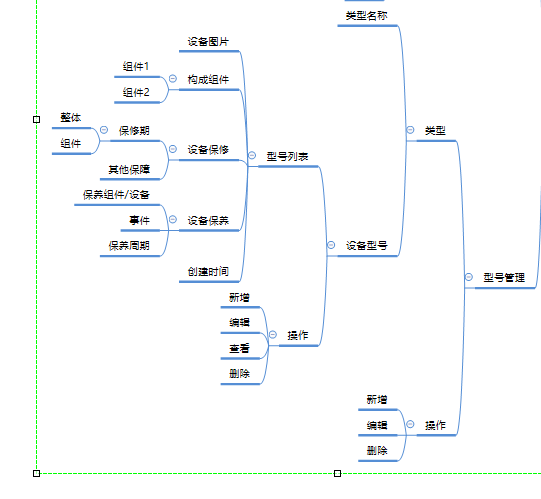 类型名称
设备图片
组件1
构成组件
组件2
整体
保修期
类型
组件
设备保修
型号列表
其他保障
保养组件/设备
事件
设备保养
保养周期
设备型号
创建时间
型号管理
新增
编辑
操作
查看
删除
新增
编辑
操作
删除